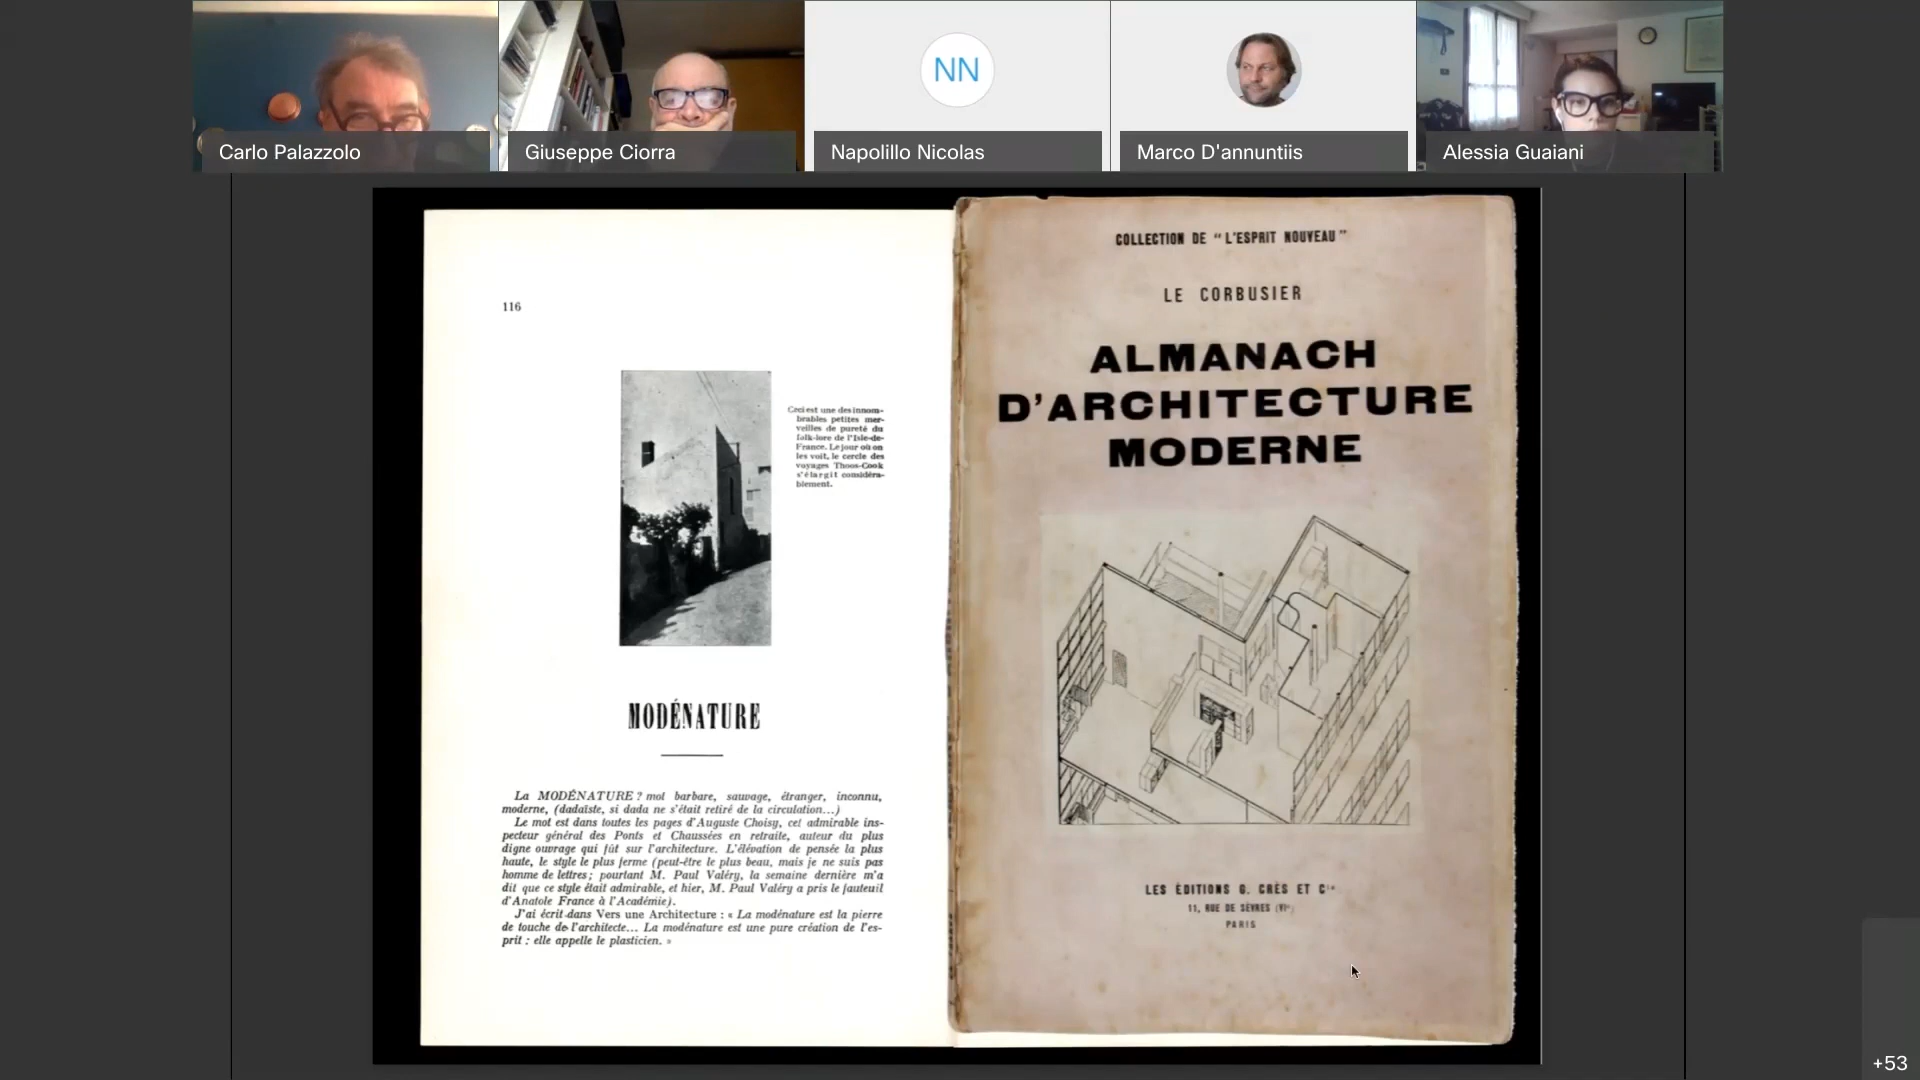 Carlo Palazzolo
Giuseppe Ciorra
NN
Napolillo Nicolas
Marco D'annuntiis
Alessia Guaiani
116
Ceci est une des innom-
brables petites mer-
veilles de pureté du
folk-lore de l'Isle-de-
France. Le jour où on
les voit, le cercle des
voyages Thoos-Cook
s'élargit considéra-
blement.
MODÉNATURE
La MODÉNATURE ? mot barbare, sauvage, étranger, inconnu,
moderne, (dadaïste, si dada ne s'était retiré de la circulation...)
Le mot est dans toutes les pages d'Auguste Choisy, cet admirable ins-
pecteur général des Ponts et Chaussées en retraite, auteur du plus
digne ouvrage qui fût sur l'architecture. L'élévation de pensée la plus
haute, le style le plus ferme (peut-être le plus beau, mais je ne suis pas
homme de lettres ; pourtant M. Paul Valéry, la semaine dernière m'a
dit que ce style était admirable, et hier, M. Paul Valéry a pris le fauteuil
d'Anatole France à l'Académie).
J'ai écrit dans Vers une Architecture : « La modénature est la pierre
de touche de l'architecte... La modénature est une pure création de l'es-
prit : elle appelle le plasticien. »
COLLECTION DE “ L'ESPRIT NOUVEAU ”
LE CORBUSIER
ALMANACH
D'ARCHITECTURE
MODERNE
LES ÉDITIONS G. CRÈS ET Cie
11, RUE DE SÈVRES (VIe)
PARIS
+53